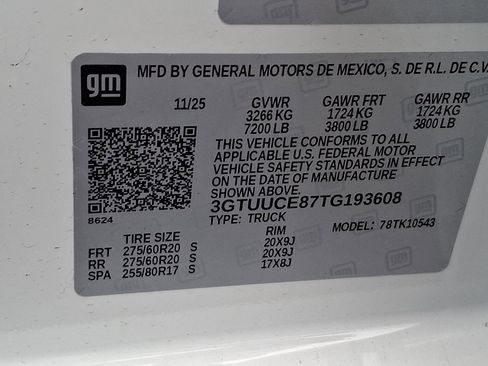 gm
MFD BY GENERAL MOTORS DE MEXICO, S. DE R.L. DE C.V.
11/25 GVWR GAWR FRT GAWR RR
3266 KG 1724 KG 1724 KG
7200 LB 3800 LB 3800 LB
THIS VEHICLE CONFORMS TO ALL
APPLICABLE U.S. FEDERAL MOTOR
VEHICLE SAFETY STANDARDS IN EFFECT
ON THE DATE OF MANUFACTURE
SHOWN ABOVE.
3GTUUCE87TG193608
8624
TYPE: TRUCK MODEL: 78TK10543
TIRE SIZE RIM
FRT 275/60R20 S 20X9J
RR 275/60R20 S 20X9J
SPA 255/80R17 S 17X8J